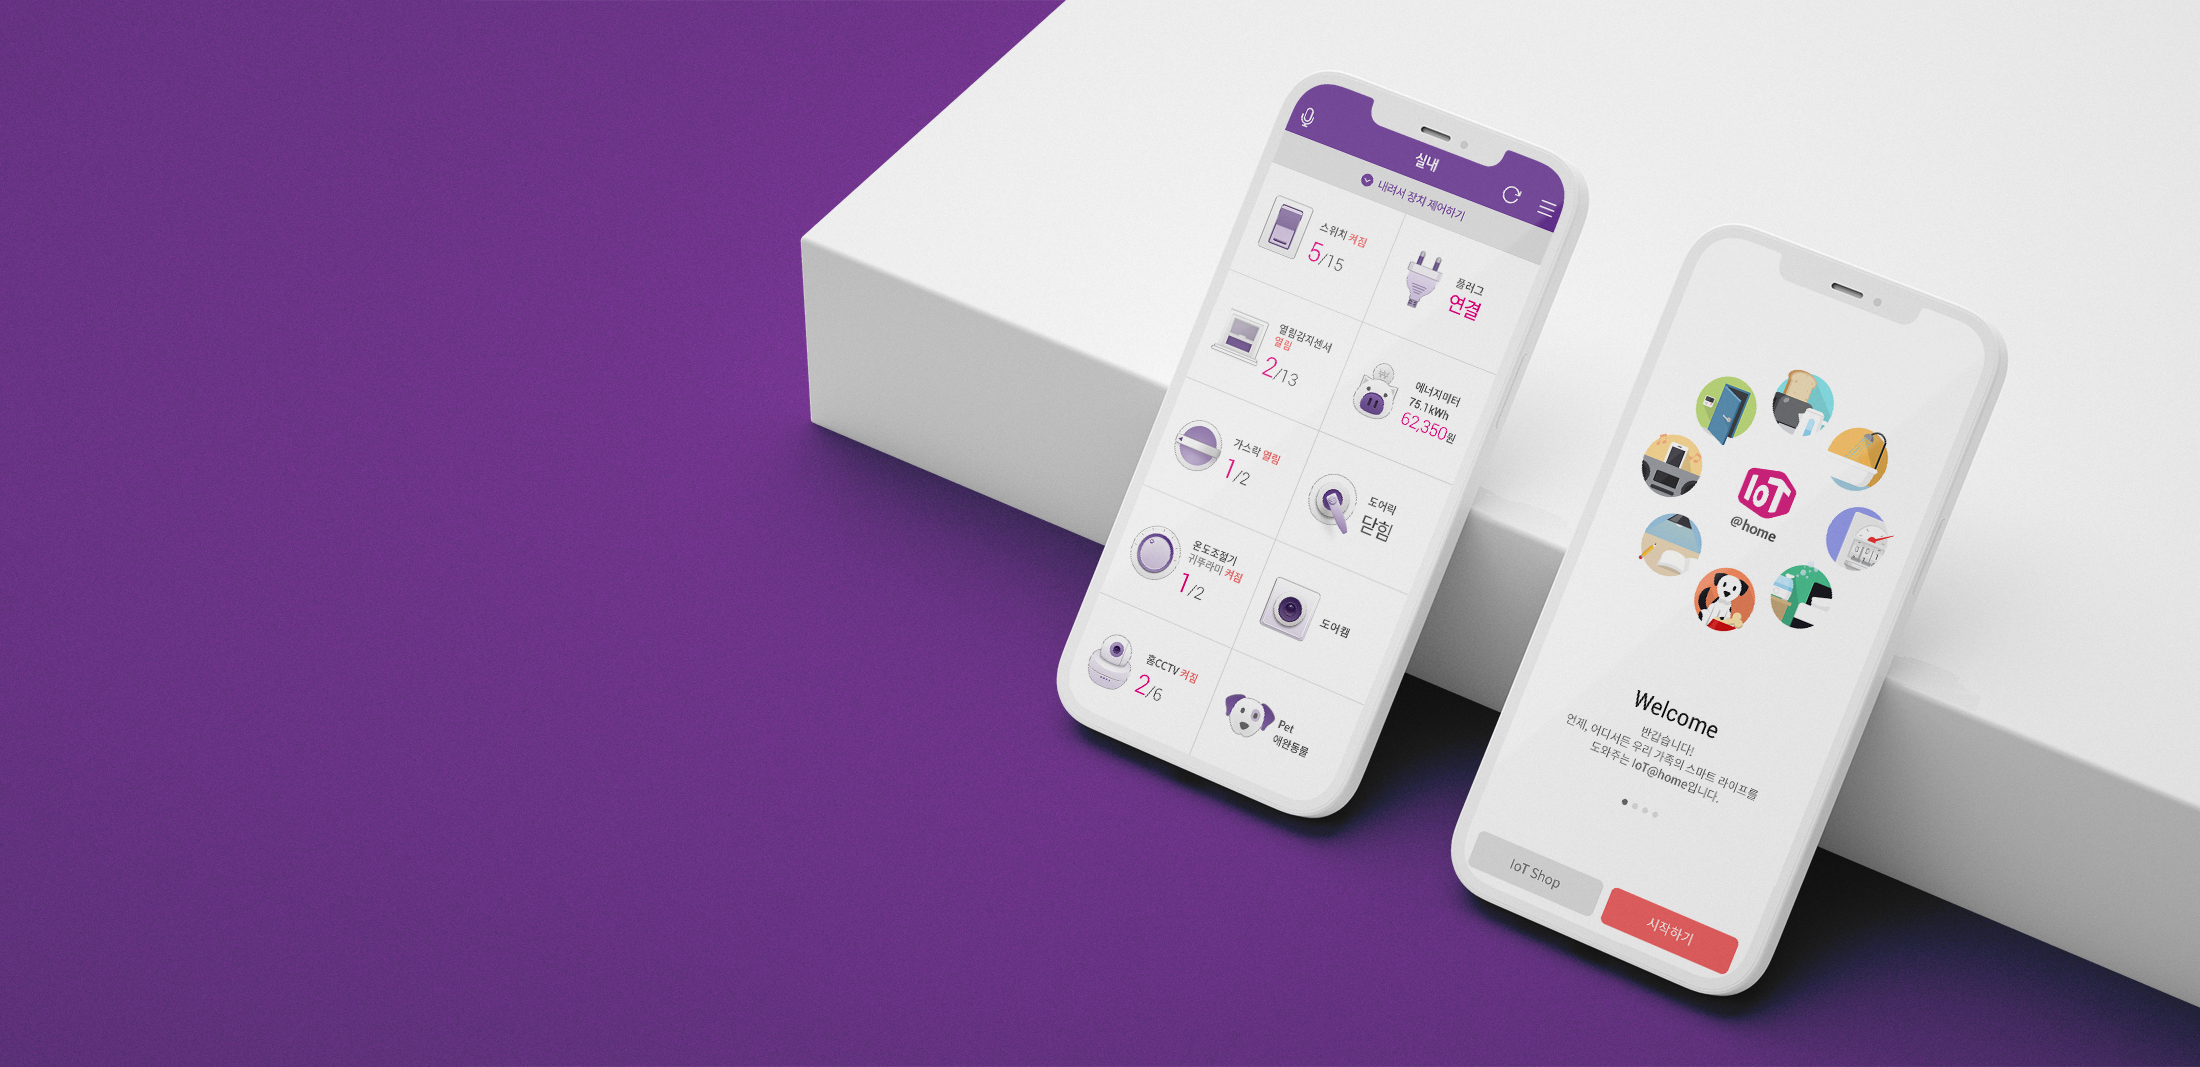 실내
내려서 장치 제어하기
스위치 켜짐
5/15
플러그
연결
열림감지센서
열림
2/13
에너지미터
75.1kWh
62,350원
가스락 열림
1/2
도어락
닫힘
온도조절기
귀뚜라미 켜짐
1/2
도어캠
홈CCTV 켜짐
2/6
Pet
애완동물
IoT
@home
Welcome
반갑습니다!
언제, 어디서든 우리 가족의 스마트 라이프를
도와주는 IoT@home입니다.
IoT Shop
시작하기